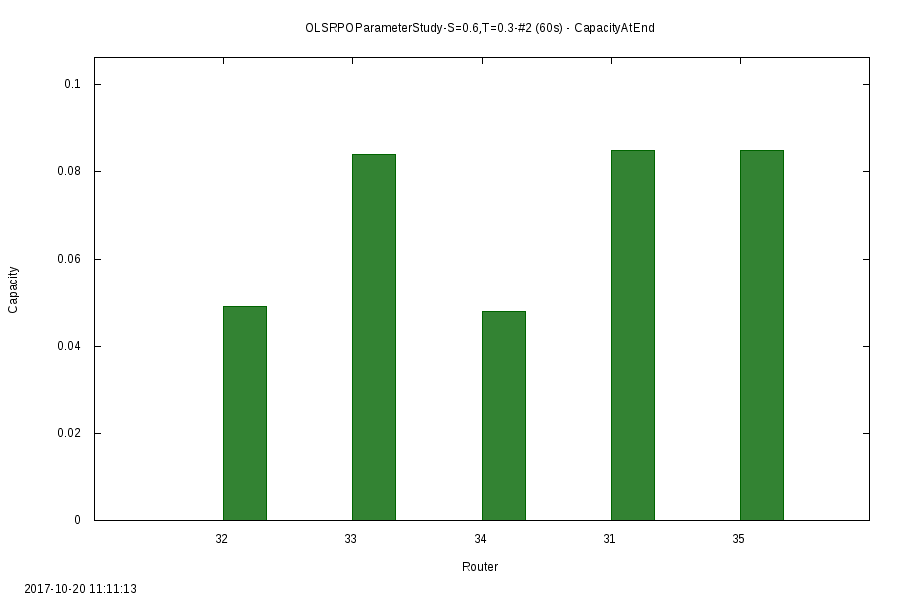 OLSRPOParameterStudy-S=0.6,T=0.3-#2 (60s) - CapacityAtEnd
0.1
0.08
0.06
0.04
0.02
0
Capacity
32 33 34 31 35
Router
2017-10-20 11:11:13